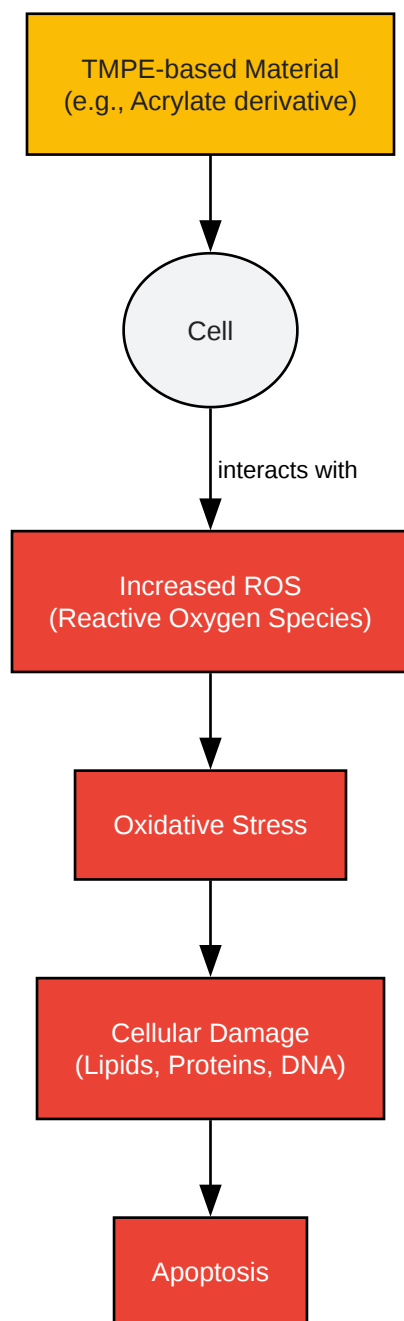 TMPE-based Material
(e.g., Acrylate derivative)
Cell
interacts with
Increased ROS
(Reactive Oxygen Species)
Oxidative Stress
Cellular Damage
(Lipids, Proteins, DNA)
Apoptosis